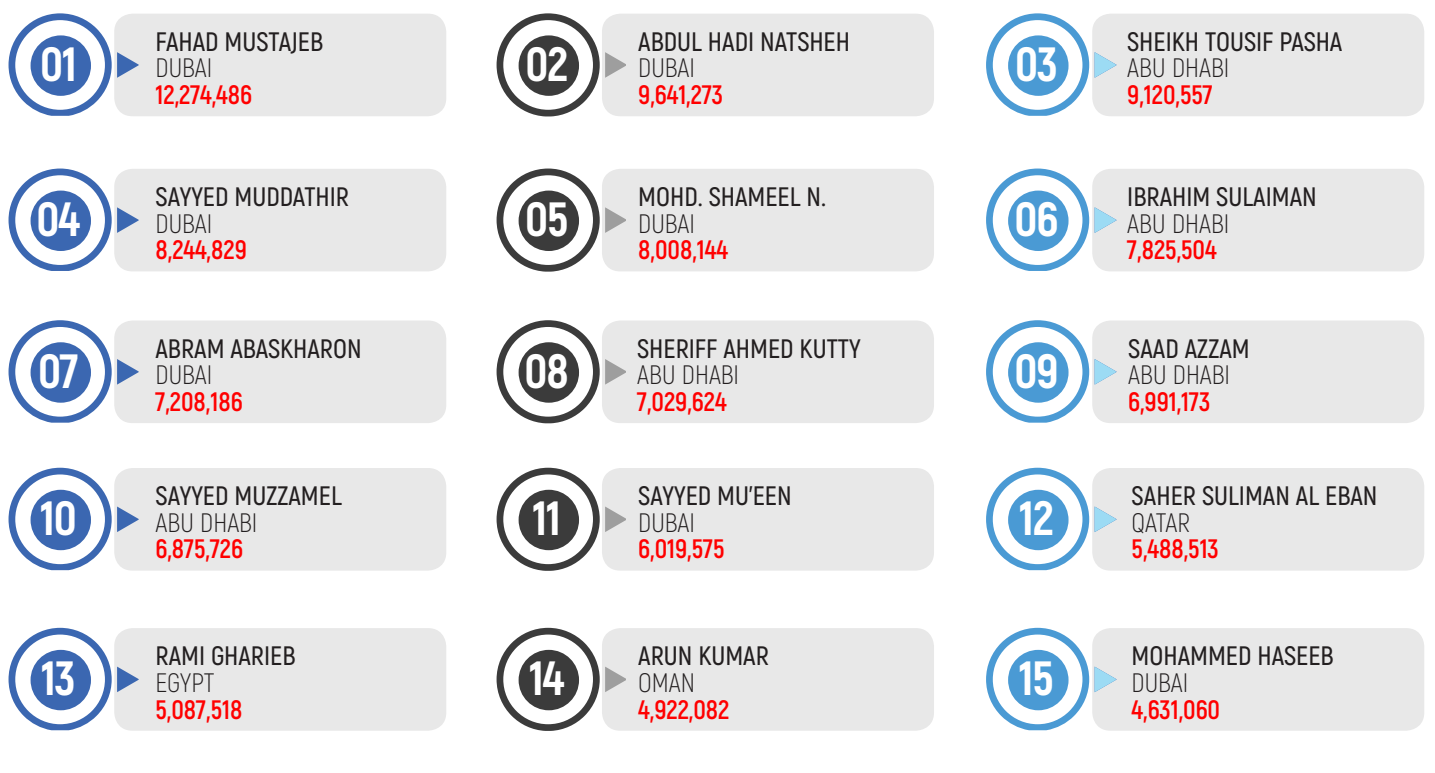 01
FAHAD MUSTAJEB
DUBAI
12,274,486
02
ABDUL HADI NATSHEH
DUBAI
9,641,273
03
SHEIKH TOUSIF PASHA
ABU DHABI
9,120,557
04
SAYYED MUDDATHIR
DUBAI
8,244,829
05
MOHD. SHAMEEL N.
DUBAI
8,008,144
06
IBRAHIM SULAIMAN
ABU DHABI
7,825,504
07
ABRAM ABASKHARON
DUBAI
7,208,186
08
SHERIFF AHMED KUTTY
ABU DHABI
7,029,624
09
SAAD AZZAM
ABU DHABI
6,991,173
10
SAYYED MUZZAMEL
ABU DHABI
6,875,726
11
SAYYED MU'EEN
DUBAI
6,019,575
12
SAHER SULIMAN AL EBAN
QATAR
5,488,513
13
RAMI GHARIEB
EGYPT
5,087,518
14
ARUN KUMAR
OMAN
4,922,082
15
MOHAMMED HASEEB
DUBAI
4,631,060